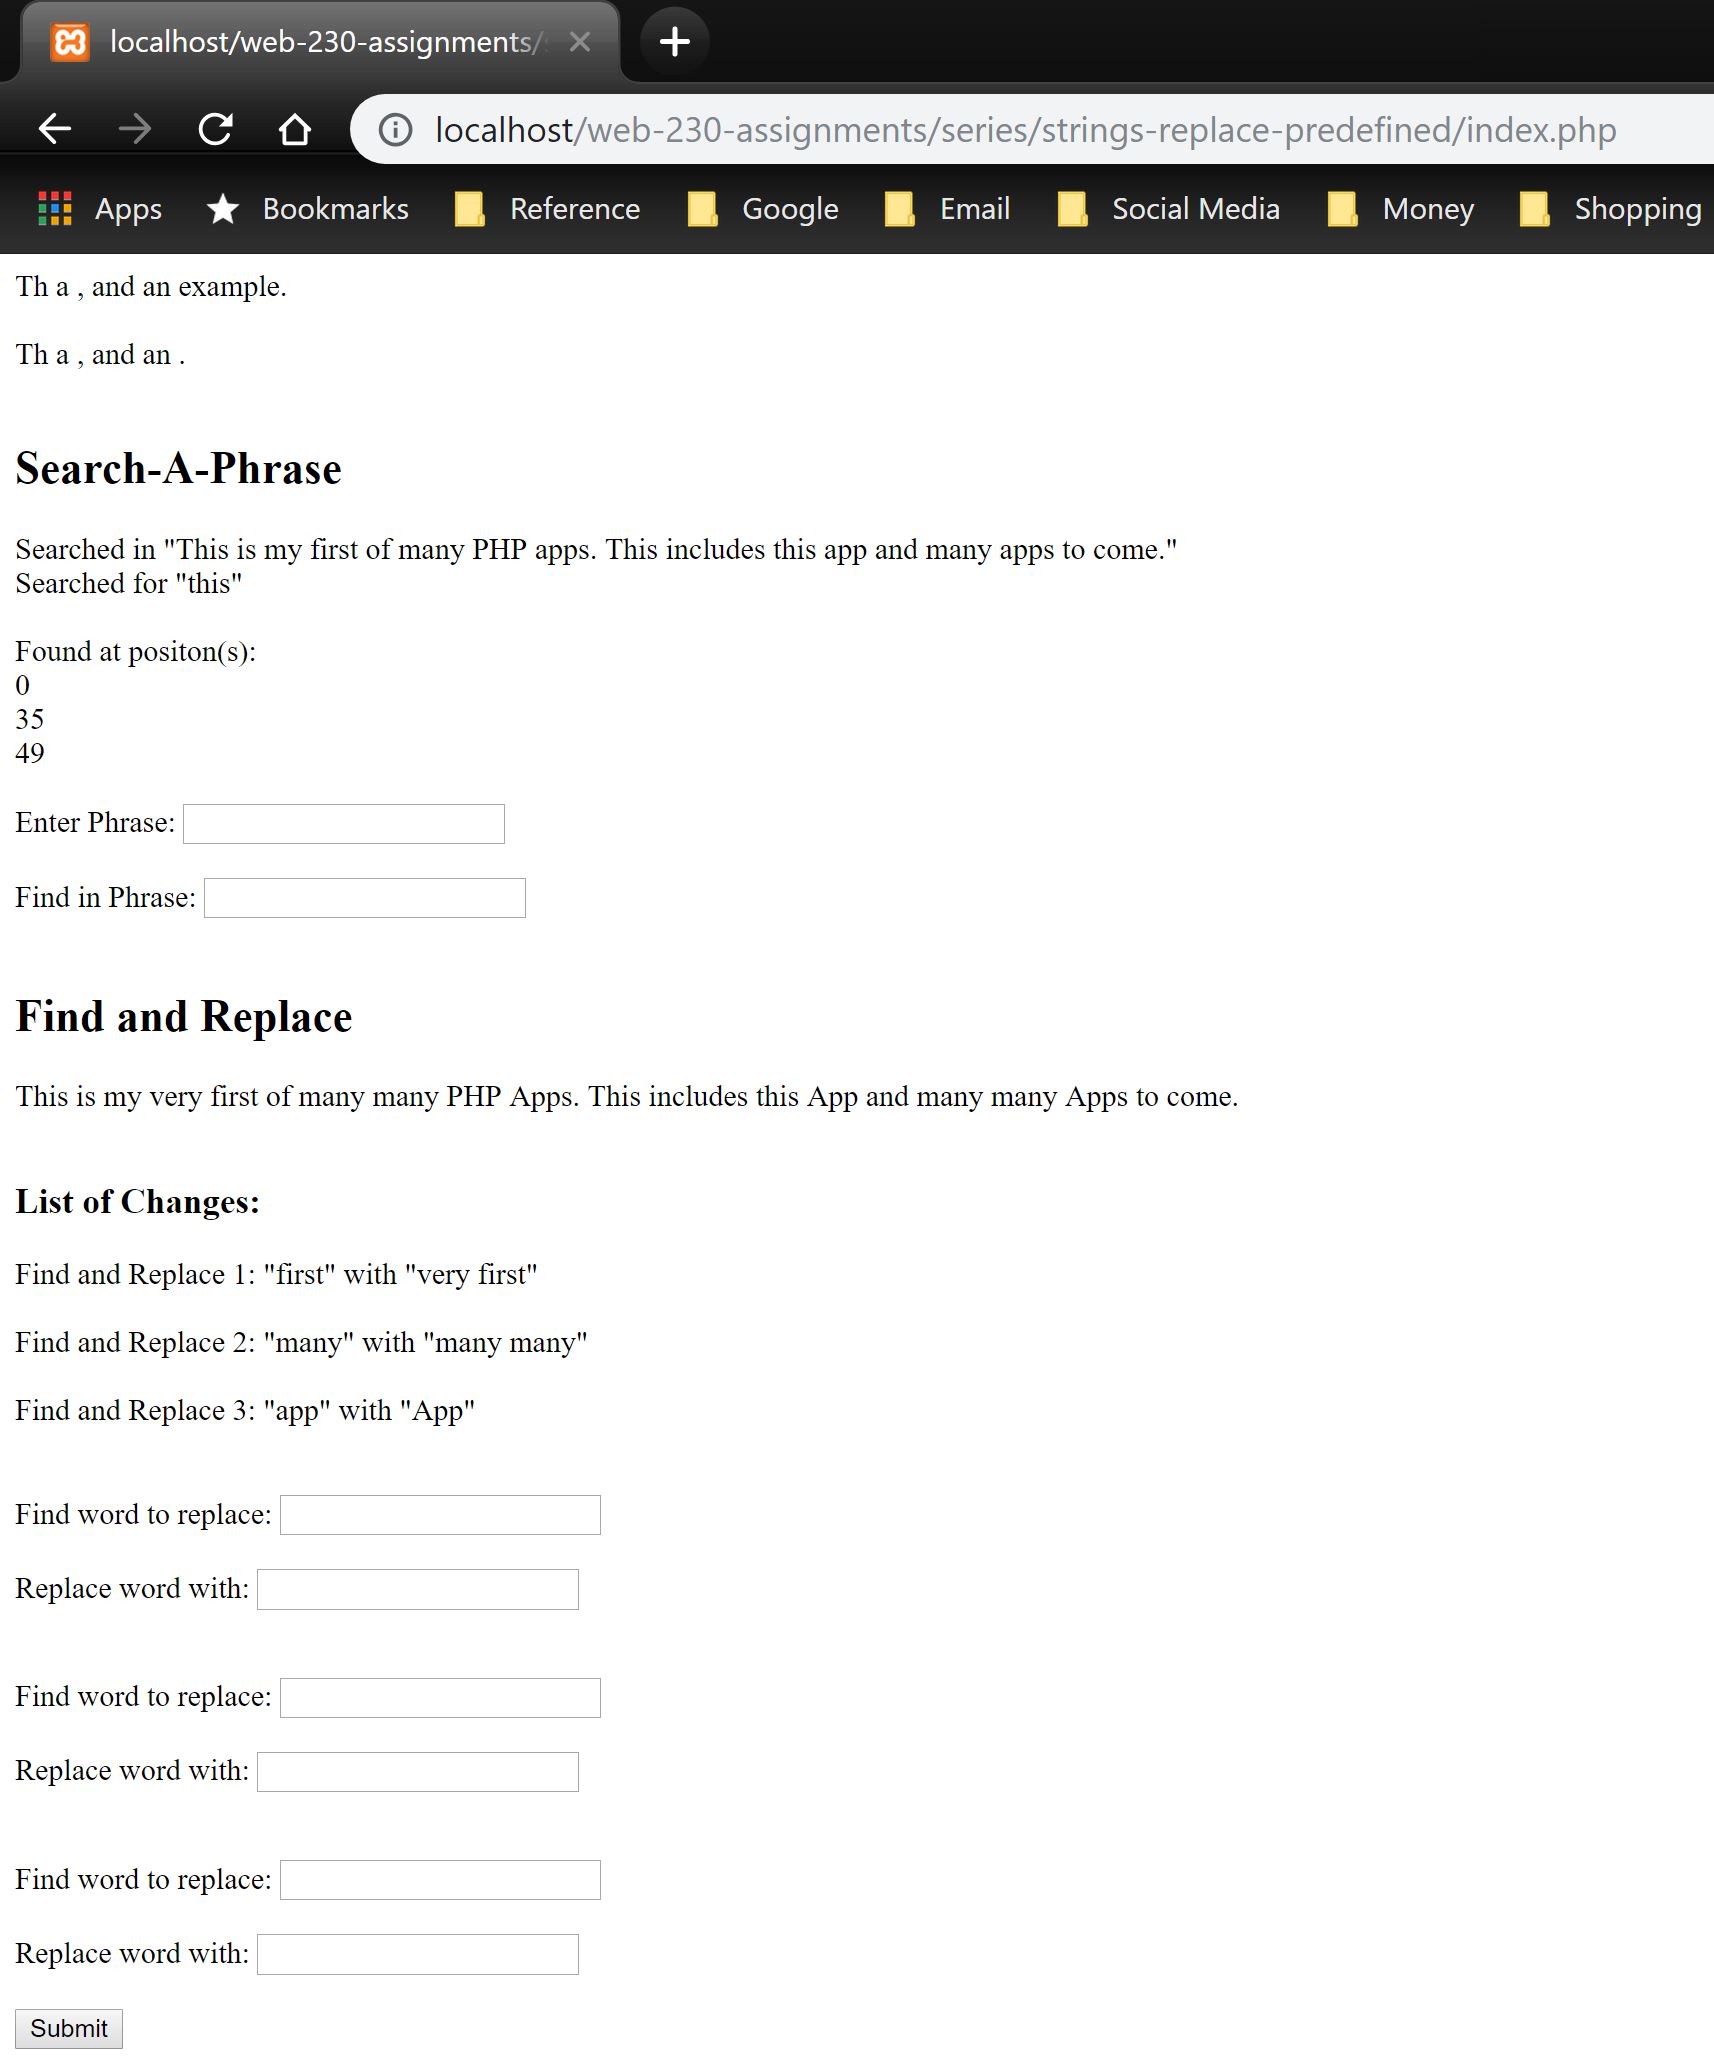 localhost/web-230-assignments/
localhost/web-230-assignments/series/strings-replace-predefined/index.php
Apps Bookmarks Reference Google Email Social Media Money Shopping
Th a , and an example.
Th a , and an .
Search-A-Phrase
Searched in "This is my first of many PHP apps. This includes this app and many apps to come."
Searched for "this"
Found at positon(s):
0
35
49
Enter Phrase:
Find in Phrase:
Find and Replace
This is my very first of many many PHP Apps. This includes this App and many many Apps to come.
List of Changes:
Find and Replace 1: "first" with "very first"
Find and Replace 2: "many" with "many many"
Find and Replace 3: "app" with "App"
Find word to replace:
Replace word with:
Find word to replace:
Replace word with:
Find word to replace:
Replace word with:
Submit